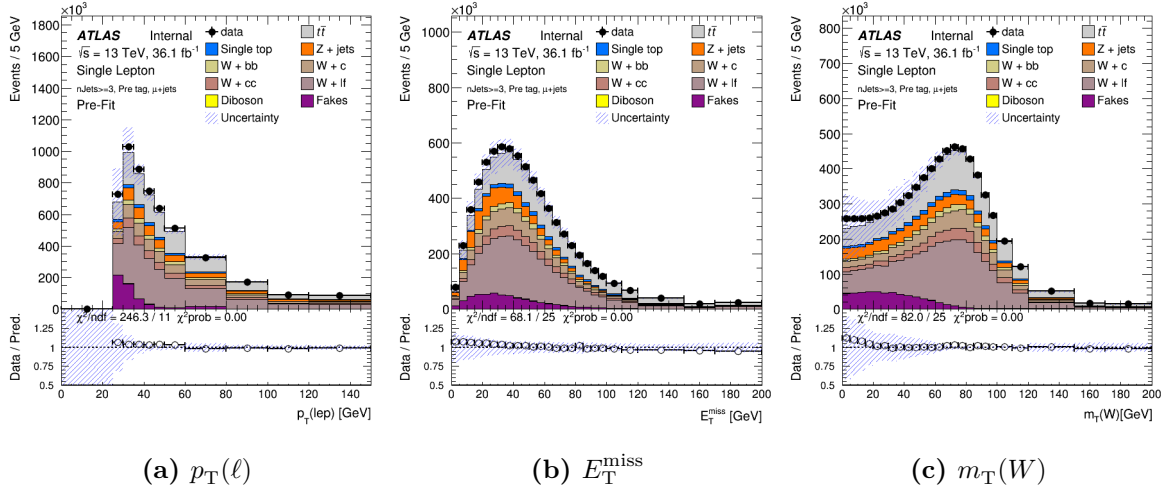 ×10³
ATLAS Internal
√s = 13 TeV, 36.1 fb⁻¹
Single Lepton
nJets>=3, Pre tag, μ+jets
Pre-Fit
data
tt̄
Single top
Z + jets
W + bb
W + c
W + cc
W + lf
Diboson
Fakes
Uncertainty
Events / 5 GeV
1800
1600
1400
1200
1000
800
600
400
200
0
χ²/ndf = 246.3 / 11 χ²prob = 0.00
Data / Pred.
1.25
1
0.75
0.5
0 20 40 60 80 100 120 140
p_T(lep) [GeV]
(a) p_T(ℓ)
×10³
ATLAS Internal
√s = 13 TeV, 36.1 fb⁻¹
Single Lepton
nJets>=3, Pre tag, μ+jets
Pre-Fit
data
tt̄
Single top
Z + jets
W + bb
W + c
W + cc
W + lf
Diboson
Fakes
Uncertainty
Events / 5 GeV
1000
800
600
400
200
0
χ²/ndf = 68.1 / 25 χ²prob = 0.00
Data / Pred.
1.25
1
0.75
0.5
0 20 40 60 80 100 120 140 160 180 200
E_T^miss [GeV]
(b) E_T^miss
×10³
ATLAS Internal
√s = 13 TeV, 36.1 fb⁻¹
Single Lepton
nJets>=3, Pre tag, μ+jets
Pre-Fit
data
tt̄
Single top
Z + jets
W + bb
W + c
W + cc
W + lf
Diboson
Fakes
Uncertainty
Events / 5 GeV
800
700
600
500
400
300
200
100
0
χ²/ndf = 82.0 / 25 χ²prob = 0.00
Data / Pred.
1.25
1
0.75
0.5
0 20 40 60 80 100 120 140 160 180 200
m_T(W)[GeV]
(c) m_T(W)